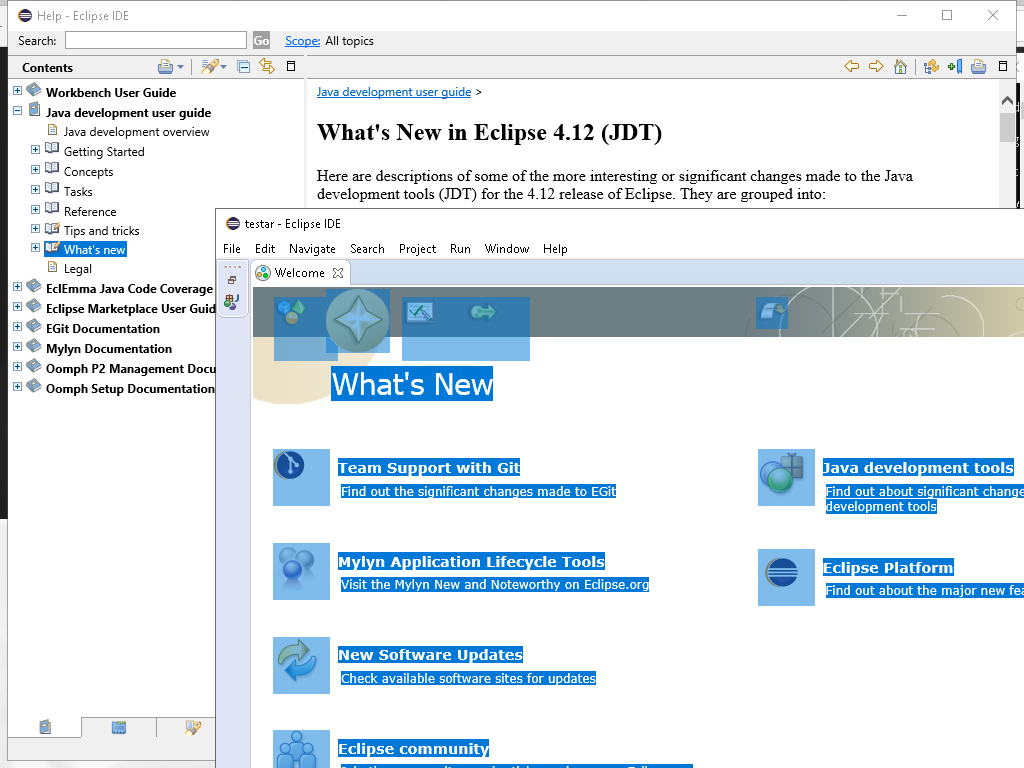 Help - Eclipse IDE
Search:
Go
Scope: All topics
Contents
Workbench User Guide
Java development user guide
Java development overview
Getting Started
Concepts
Tasks
Reference
Tips and tricks
What's new
Legal
EclEmma Java Code Coverage
Eclipse Marketplace User Guid
EGit Documentation
Mylyn Documentation
Oomph P2 Management Docu
Oomph Setup Documentation
Java development user guide >
What's New in Eclipse 4.12 (JDT)
Here are descriptions of some of the more interesting or significant changes made to the Java
development tools (JDT) for the 4.12 release of Eclipse. They are grouped into:
testar - Eclipse IDE
File Edit Navigate Search Project Run Window Help
Welcome
What's New
Team Support with Git
Find out the significant changes made to EGit
Java development tools
Find out about significant change
development tools
Mylyn Application Lifecycle Tools
Visit the Mylyn New and Noteworthy on Eclipse.org
Eclipse Platform
Find out about the major new fea
New Software Updates
Check available software sites for updates
Eclipse community